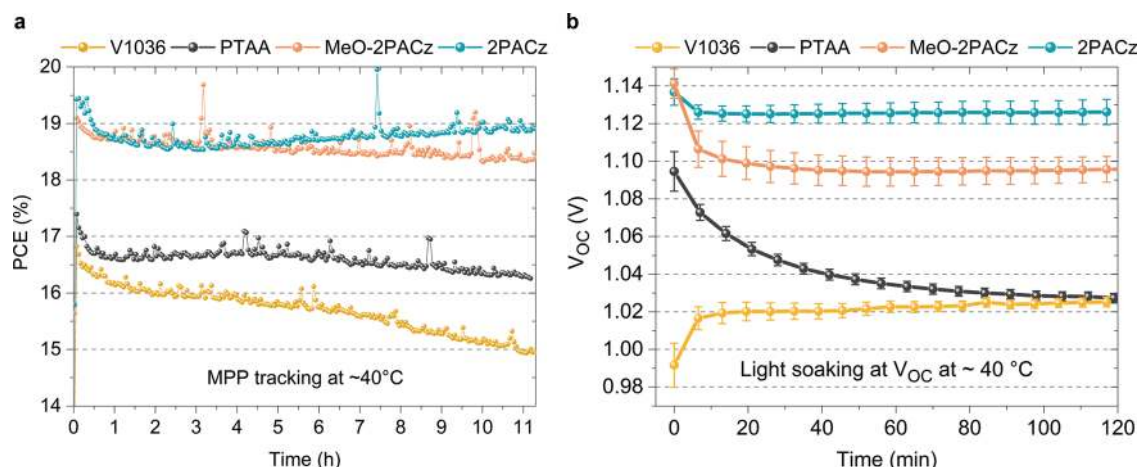 a
V1036 PTAA MeO-2PACz 2PACz
20
19
18
17
16
15
14
PCE (%)
MPP tracking at ~40°C
0 1 2 3 4 5 6 7 8 9 10 11
Time (h)
b
V1036 PTAA MeO-2PACz 2PACz
1.14
1.12
1.10
1.08
1.06
1.04
1.02
1.00
0.98
VOC (V)
Light soaking at VOC at ~ 40 °C
0 20 40 60 80 100 120
Time (min)